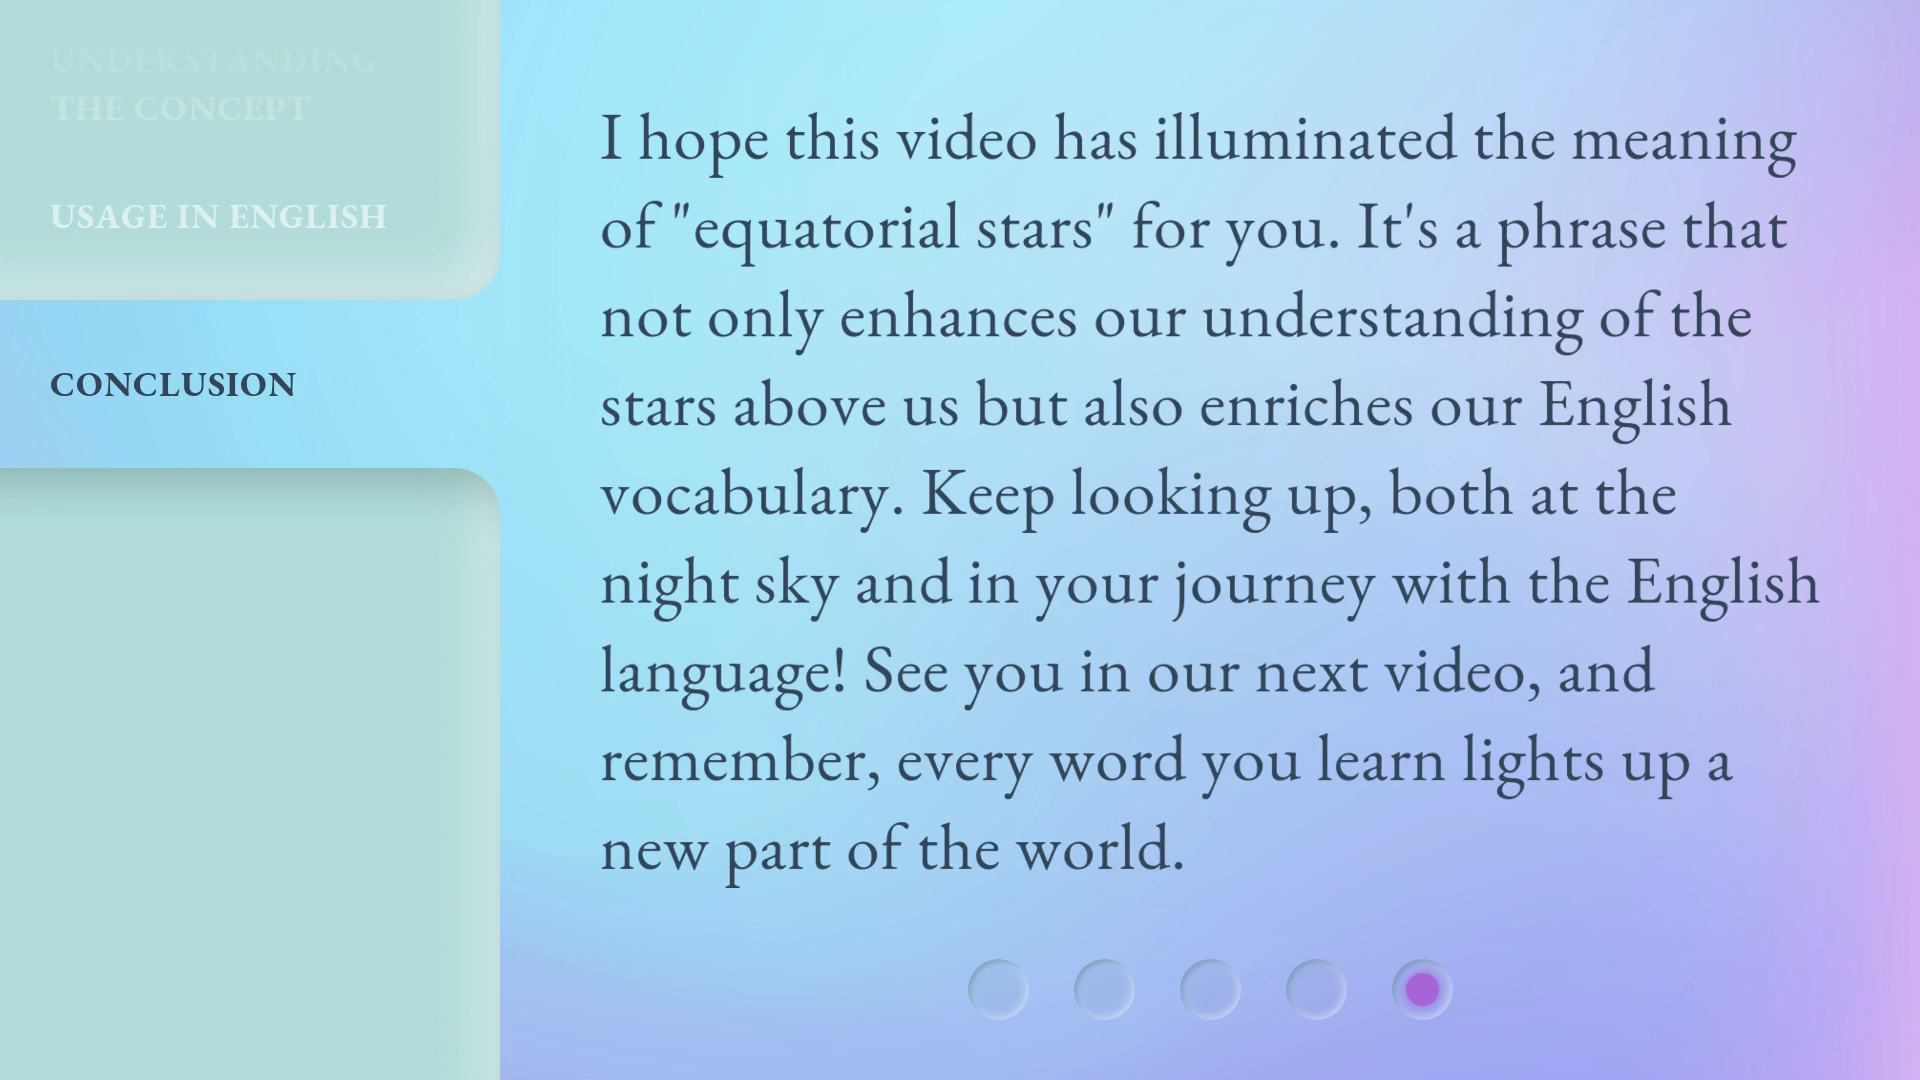 UNDERSTANDING
THE CONCEPT
USAGE IN ENGLISH
CONCLUSION
I hope this video has illuminated the meaning
of "equatorial stars" for you. It's a phrase that
not only enhances our understanding of the
stars above us but also enriches our English
vocabulary. Keep looking up, both at the
night sky and in your journey with the English
language! See you in our next video, and
remember, every word you learn lights up a
new part of the world.